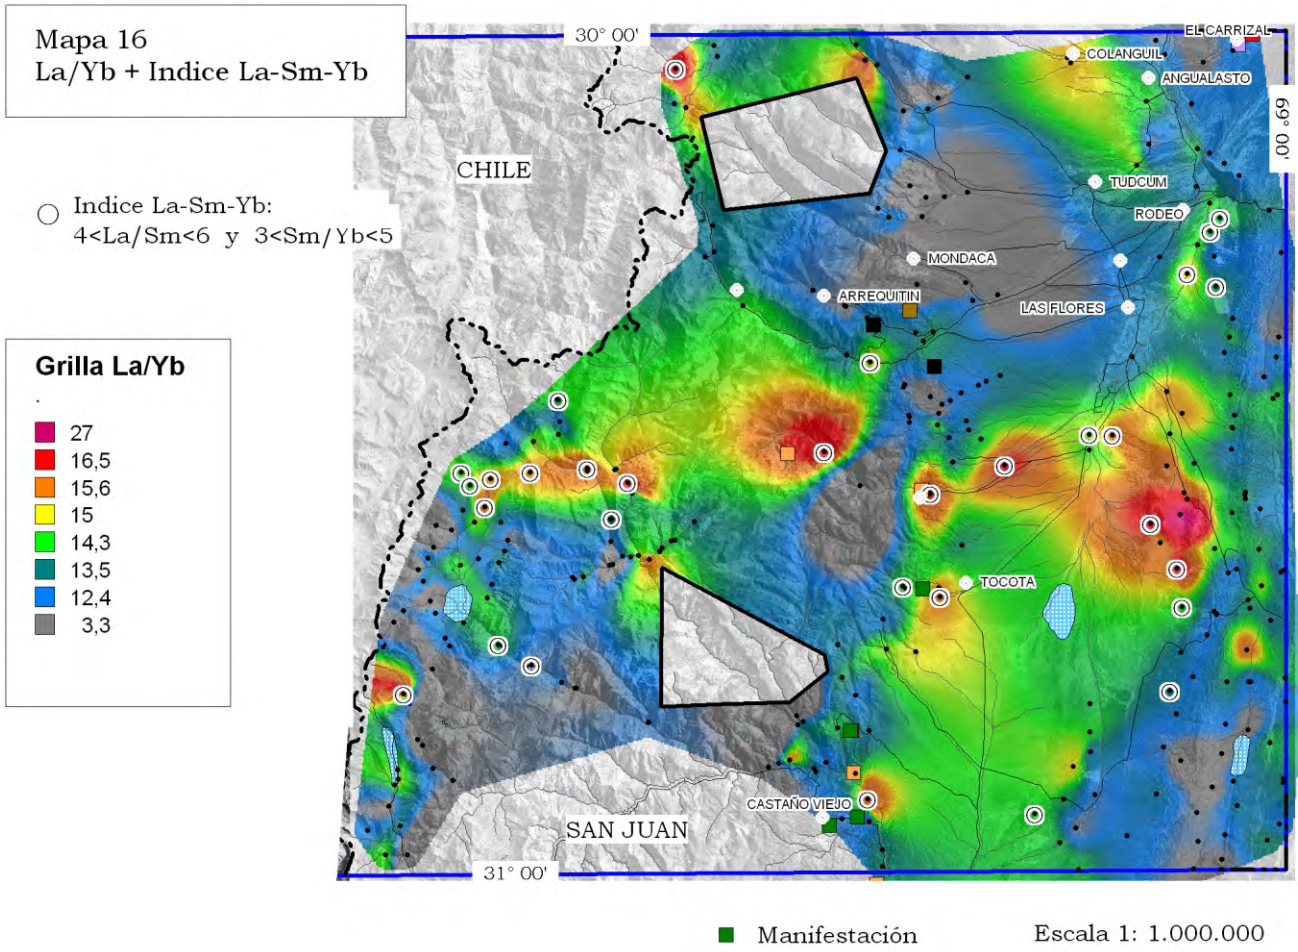 Mapa 16
La/Yb + Indice La-Sm-Yb
Indice La-Sm-Yb:
4<La/Sm<6 y 3<Sm/Yb<5
Grilla La/Yb
27
16,5
15,6
15
14,3
13,5
12,4
3,3
30° 00'
EL CARRIZAL
COLANGUIL
ANGUALASTO
69° 00'
CHILE
TUDCUM
RODEO
MONDACA
ARREQUITIN
LAS FLORES
TOCOTA
CASTAÑO VIEJO
SAN JUAN
31° 00'
Manifestación
Escala 1: 1.000.000